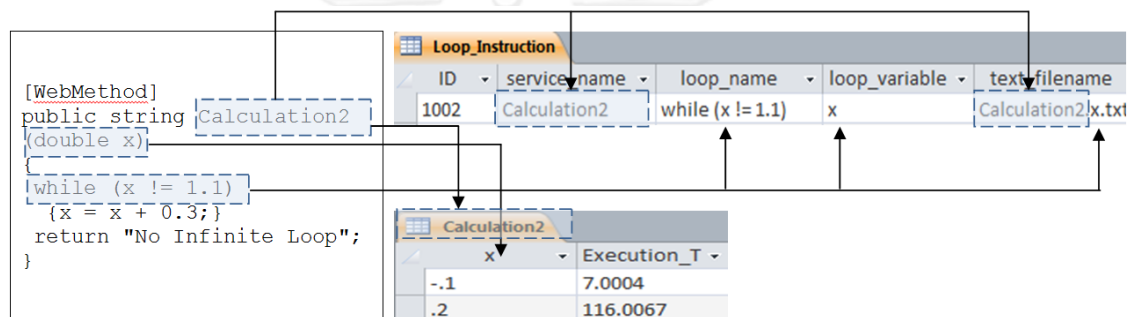 [WebMethod]
public string Calculation2
(double x)
{
while (x != 1.1)
{x = x + 0.3;}
return "No Infinite Loop";
}
Loop_Instruction
ID service_name loop_name loop_variable text_filename
1002 Calculation2 while (x != 1.1) x Calculation2/x.txt
Calculation2
x Execution_T
-.1 7.0004
.2 116.0067